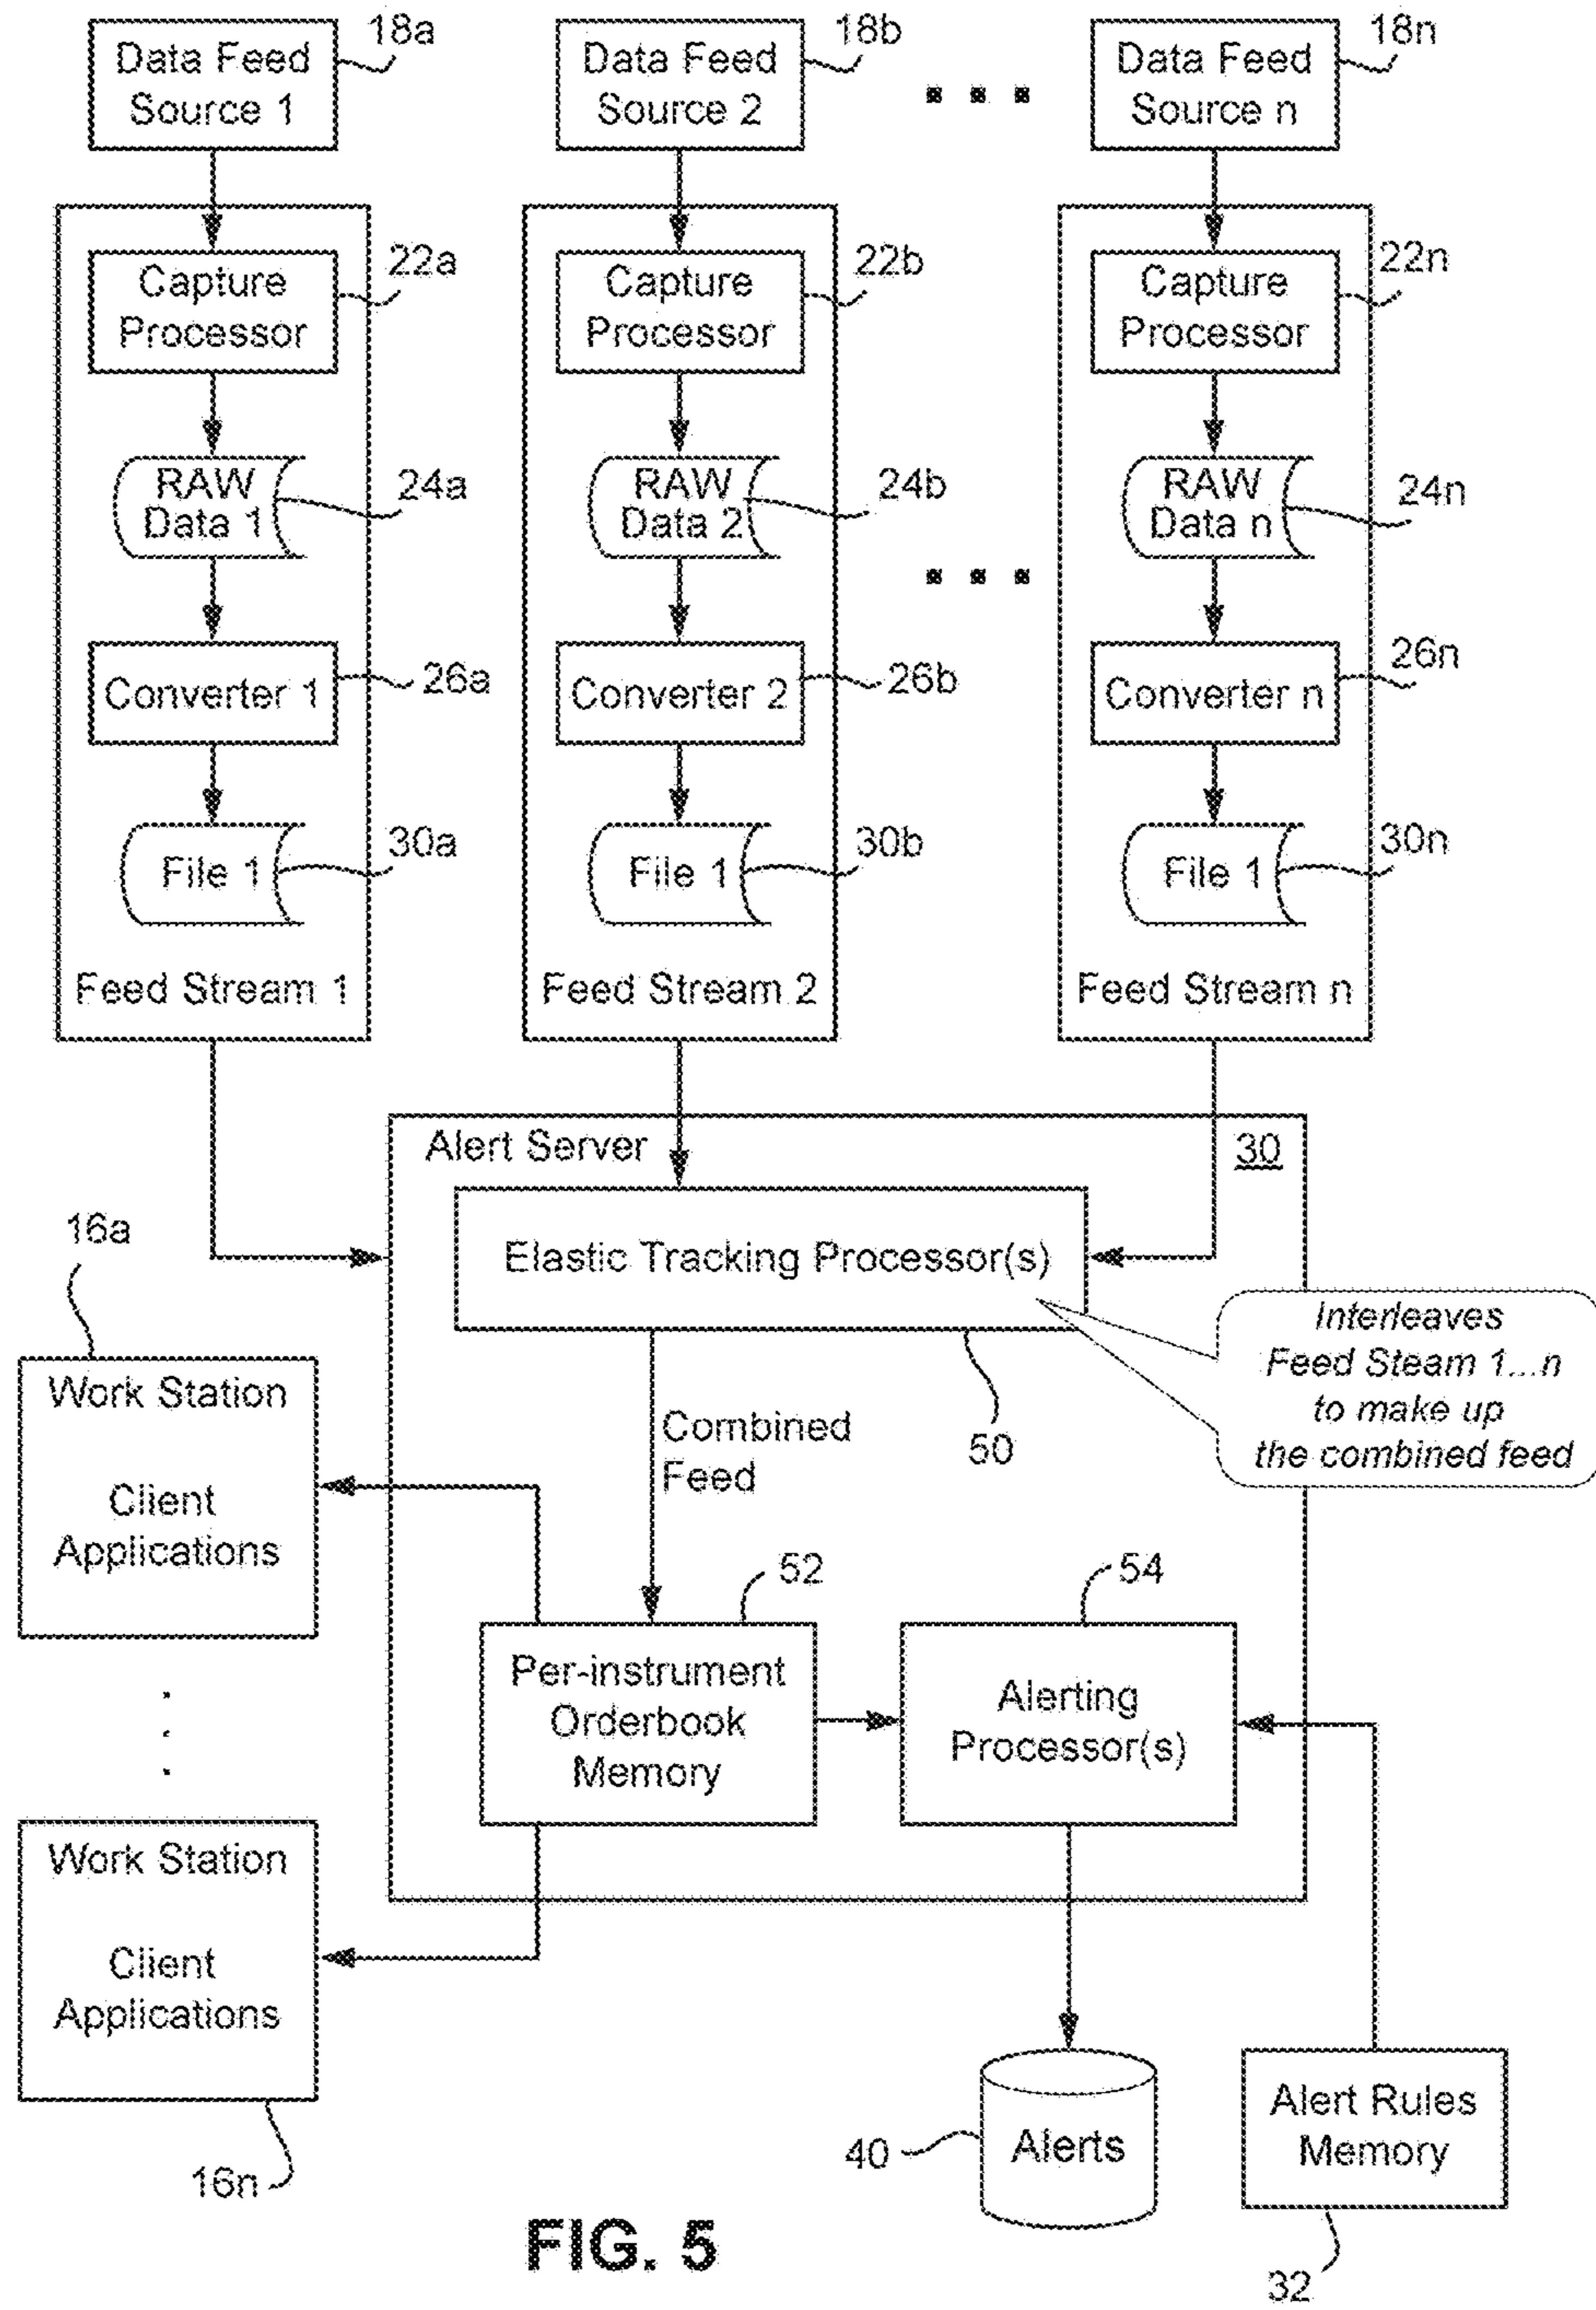 18a
18b
18n
Data Feed
Source 1
Data Feed
Source 2
Data Feed
Source n
22a
22b
22n
Capture
Processor
Capture
Processor
Capture
Processor
RAW
Data 1
24a
RAW
Data 2
24b
RAW
Data n
24n
Converter 1
26a
Converter 2
26b
Converter n
26n
File 1
30a
File 1
30b
File 1
30n
Feed Stream 1
Feed Stream 2
Feed Stream n
Alert Server
30
Elastic Tracking Processor(s)
50
Interleaves
Feed Steam 1...n
to make up
the combined feed
Combined
Feed
16a
Work Station
Client
Applications
52
54
Per-instrument
Orderbook
Memory
Alerting
Processor(s)
Work Station
Client
Applications
16n
40
Alerts
Alert Rules
Memory
32
FIG. 5